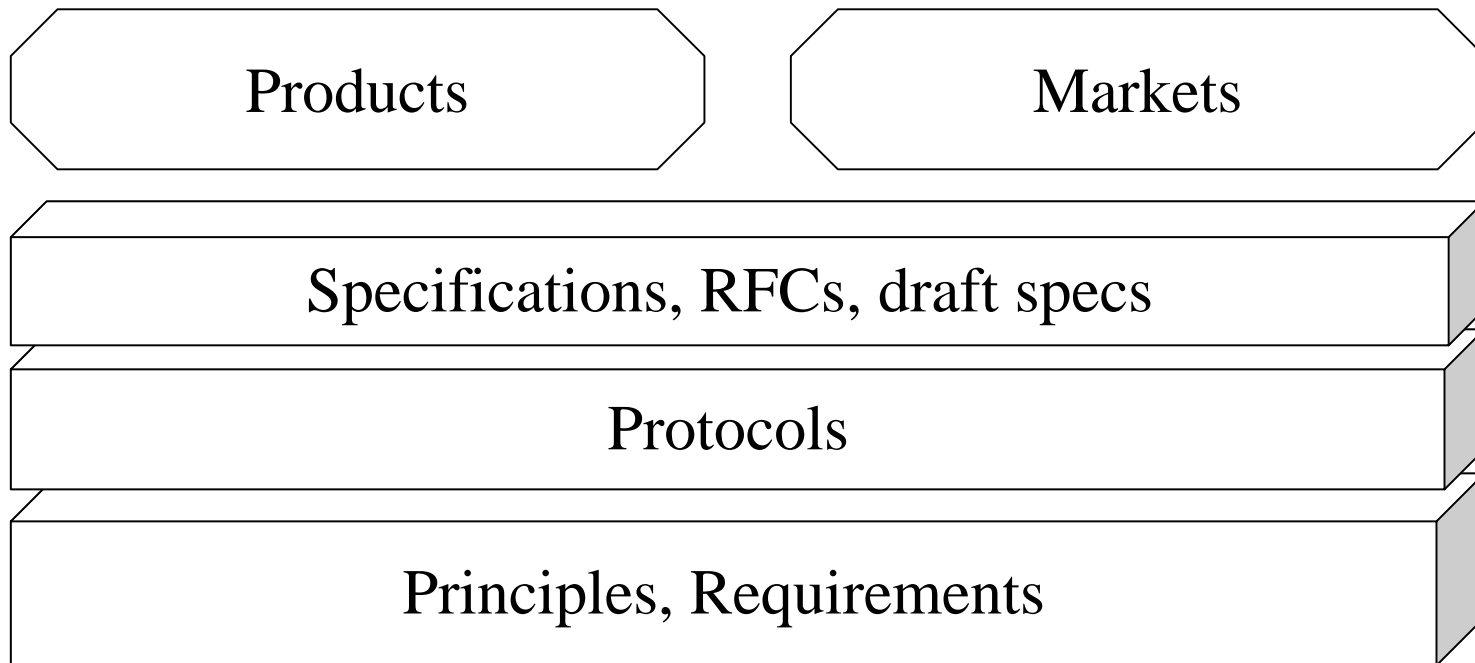 Products
Markets
Specifications, RFCs, draft specs
Protocols
Principles, Requirements